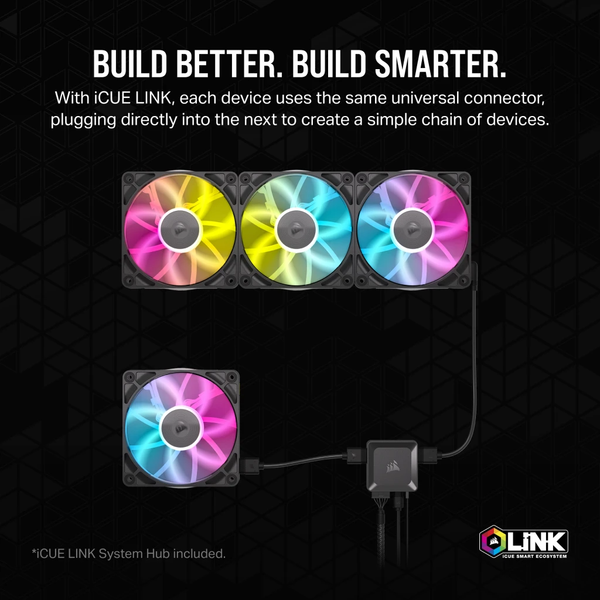 BUILD BETTER. BUILD SMARTER.
With iCUE LINK, each device uses the same universal connector,
plugging directly into the next to create a simple chain of devices.
*iCUE LINK System Hub included.
LiNK
iCUE SMART ECOSYSTEM